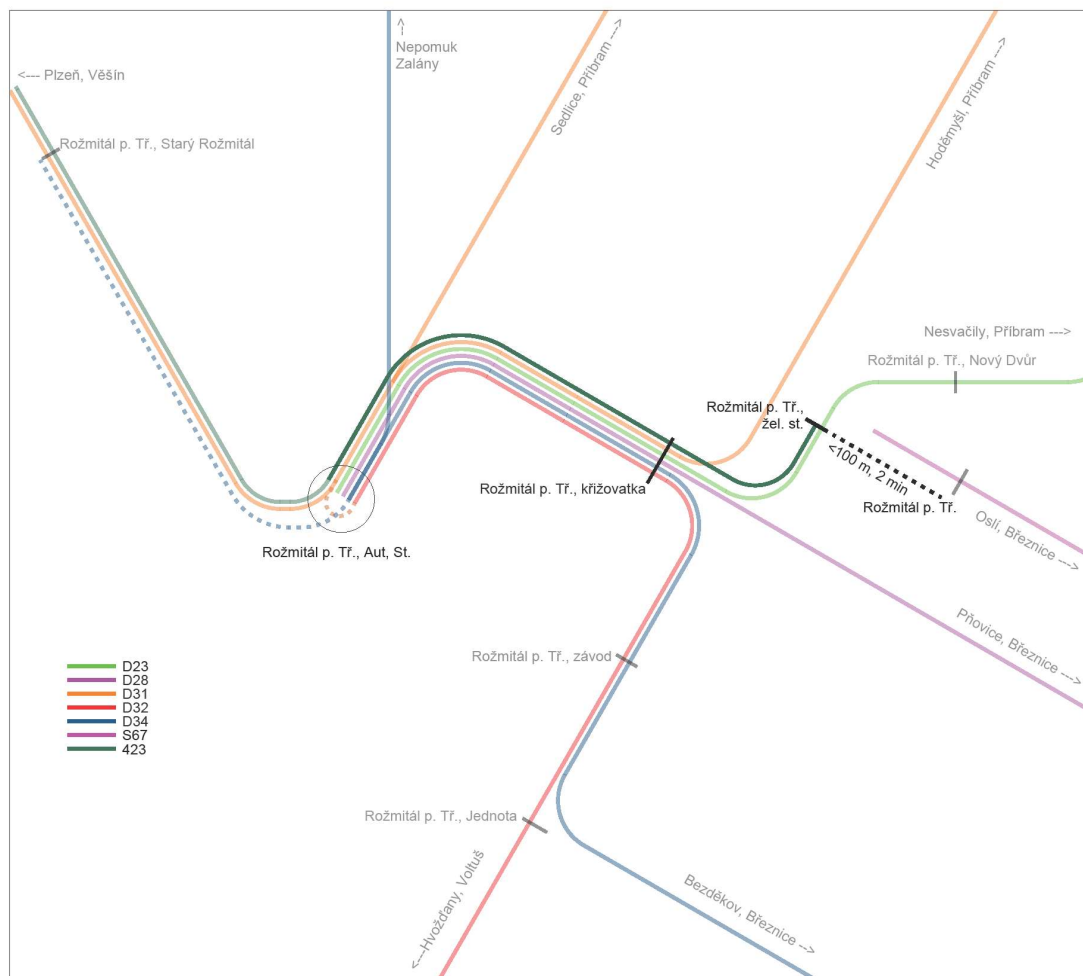 <--- Plzeň, Věšín
Nepomuk --->
Zalány
Sedlice, Příbram --->
Hoděmyšl, Příbram --->
Rožmitál p. Tř., Starý Rožmitál
Nesvačily, Příbram --->
Rožmitál p. Tř., Nový Dvůr
Rožmitál p. Tř.,
žel. st.
<100 m, 2 min
Rožmitál p. Tř.
Rožmitál p. Tř., křižovatka
Oslí, Březnice --->
Rožmitál p. Tř., Aut, St.
Pňovice, Březnice --->
Rožmitál p. Tř., závod
D23
D28
D31
D32
D34
S67
423
Rožmitál p. Tř., Jednota
<----Hvožďany, Voltuš
Bezděkov, Březnice -->